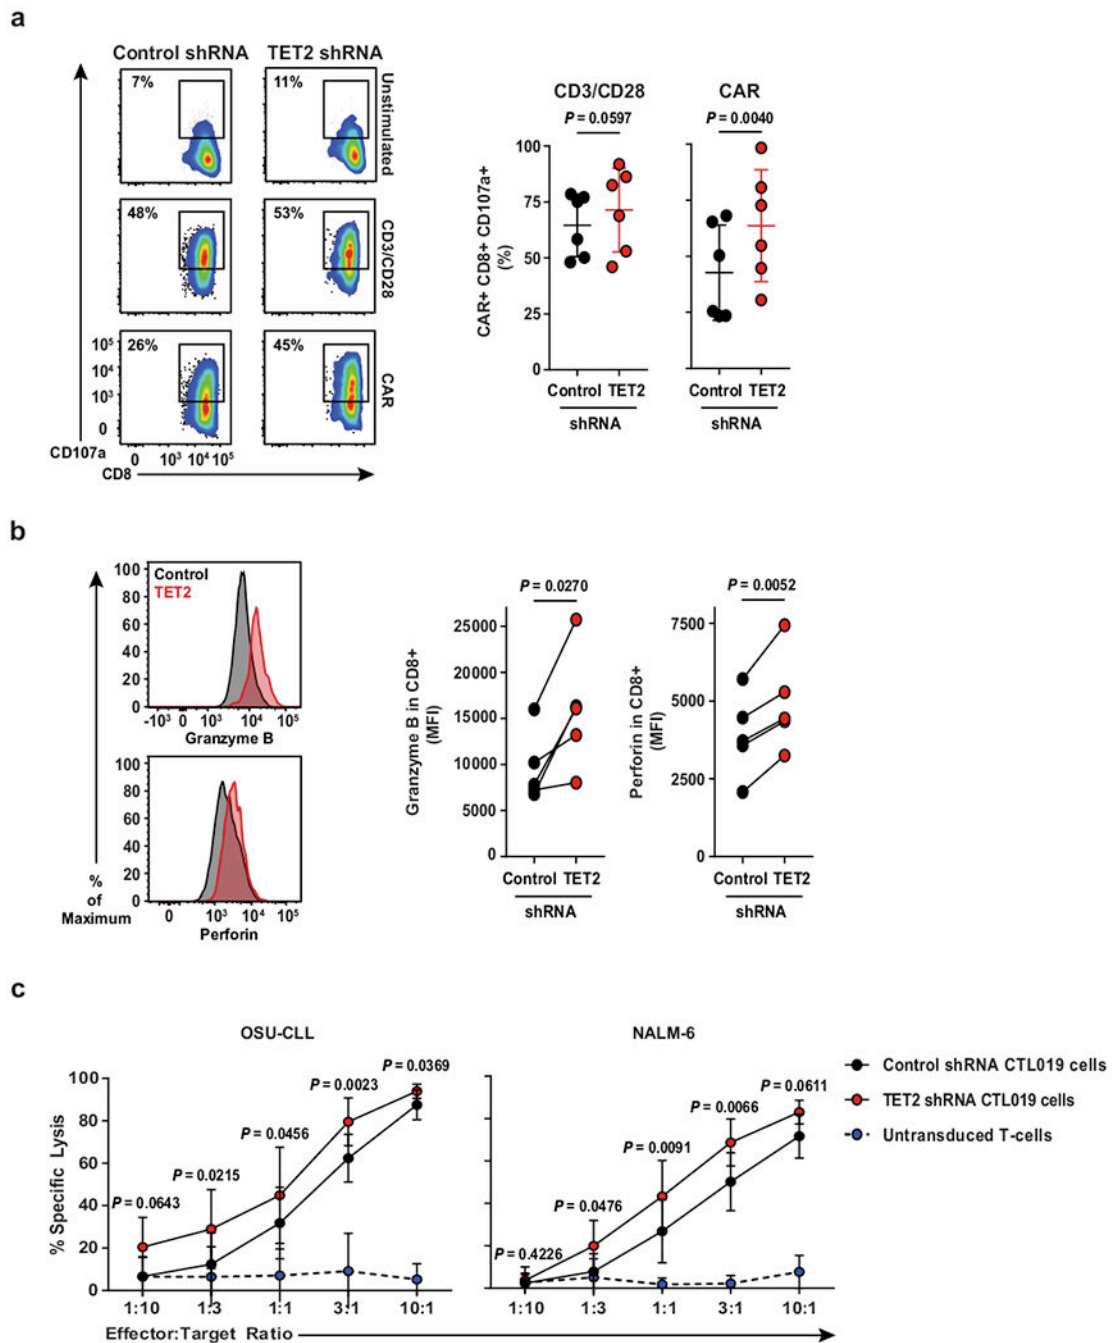 a
Control shRNA TET2 shRNA
7% 11% Unstimulated
48% 53% CD3/CD28
26% 45% CAR
10⁵
10⁴
10³
0
CD107a
0 10³ 10⁴ 10⁵
CD8
CD3/CD28 CAR
P = 0.0597 P = 0.0040
100
75
50
25
0
CAR+ CD8+ CD107a+
(%)
Control TET2 Control TET2
shRNA shRNA
b
Control
TET2
100
80
60
40
20
0
-10³ 0 10³ 10⁴ 10⁵
Granzyme B
100
80
60
40
20
0
0 10³ 10⁴ 10⁵
Perforin
%
of
Maximum
P = 0.0270
25000
20000
15000
10000
5000
0
Granzyme B in CD8+
(MFI)
Control TET2
shRNA
P = 0.0052
7500
5000
2500
0
Perforin in CD8+
(MFI)
Control TET2
shRNA
c
OSU-CLL NALM-6
100
80
60
40
20
0
% Specific Lysis
P = 0.0643
P = 0.0215
P = 0.0456
P = 0.0023
P = 0.0369
1:10 1:3 1:1 3:1 10:1
P = 0.4226
P = 0.0476
P = 0.0091
P = 0.0066
P = 0.0611
1:10 1:3 1:1 3:1 10:1
Effector:Target Ratio
Control shRNA CTL019 cells
TET2 shRNA CTL019 cells
Untransduced T-cells